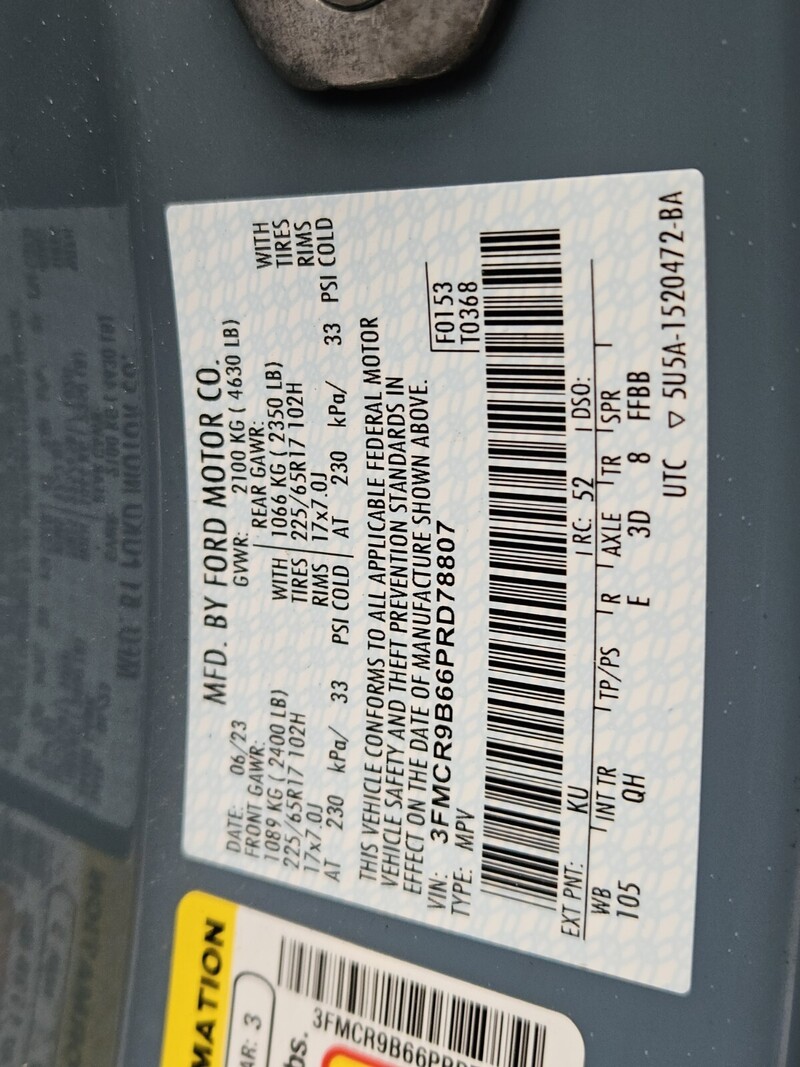 MFD. BY FORD MOTOR CO.
DATE: 06/23 GVWR: 2100 KG ( 4630 LB)
FRONT GAWR: REAR GAWR:
1089 KG ( 2400 LB) WITH 1066 KG ( 2350 LB) WITH
225/65R17 102H TIRES 225/65R17 102H TIRES
17x7.0J RIMS 17x7.0J RIMS
AT 230 kPa/ 33 PSI COLD AT 230 kPa/ 33 PSI COLD
THIS VEHICLE CONFORMS TO ALL APPLICABLE FEDERAL MOTOR
VEHICLE SAFETY AND THEFT PREVENTION STANDARDS IN
EFFECT ON THE DATE OF MANUFACTURE SHOWN ABOVE.
VIN: 3FMCR9B66PRD78807 F0153
TYPE: MPV T0368
EXT PNT: KU RC: 52 DSO:
WB INT TR TP/PS R AXLE TR SPR
105 QH E 3D 8 FFBB
UTC ▽ 5U5A-1520472-BA
MATION
AR: 3
bs.
3FMCR9B66PRD